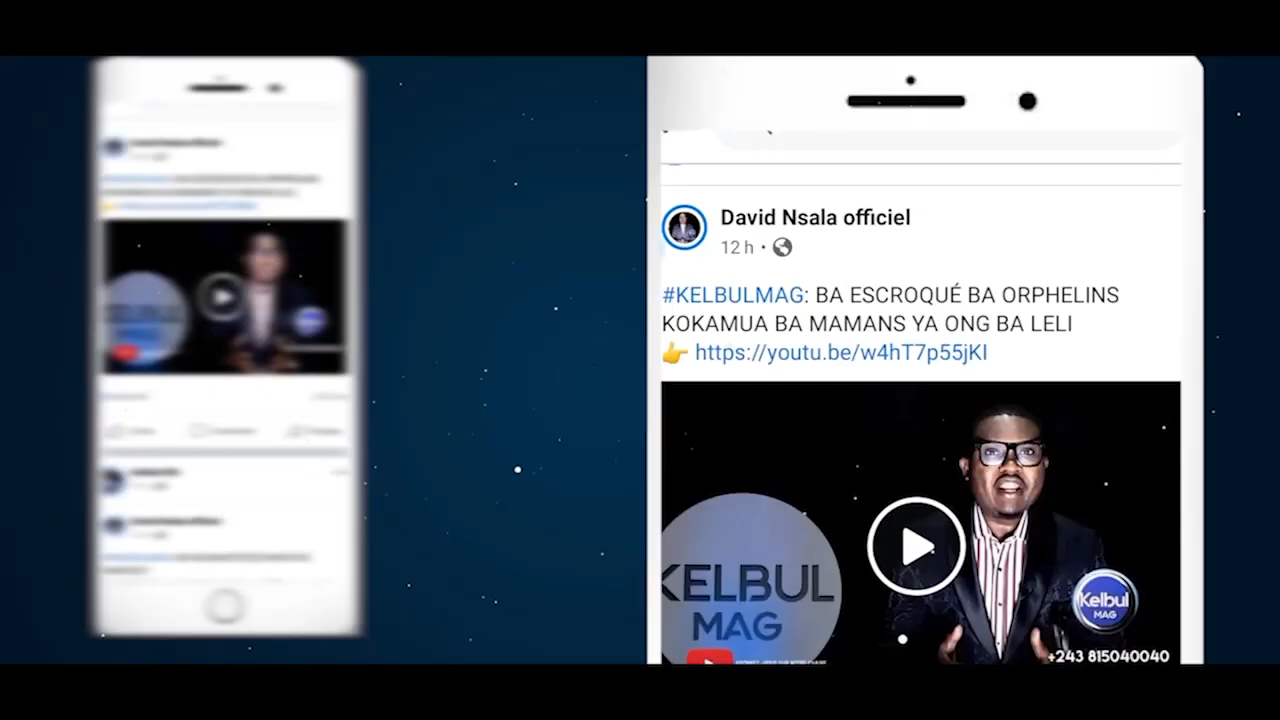 David Nsala officiel
12 h
#KELBULMAG: BA ESCROQUÉ BA ORPHELINS
KOKAMUA BA MAMANS YA ONG BA LELI
👉 https://youtu.be/w4hT7p55jKI
KELBUL
MAG
Kelbul
MAG
+243 815040040